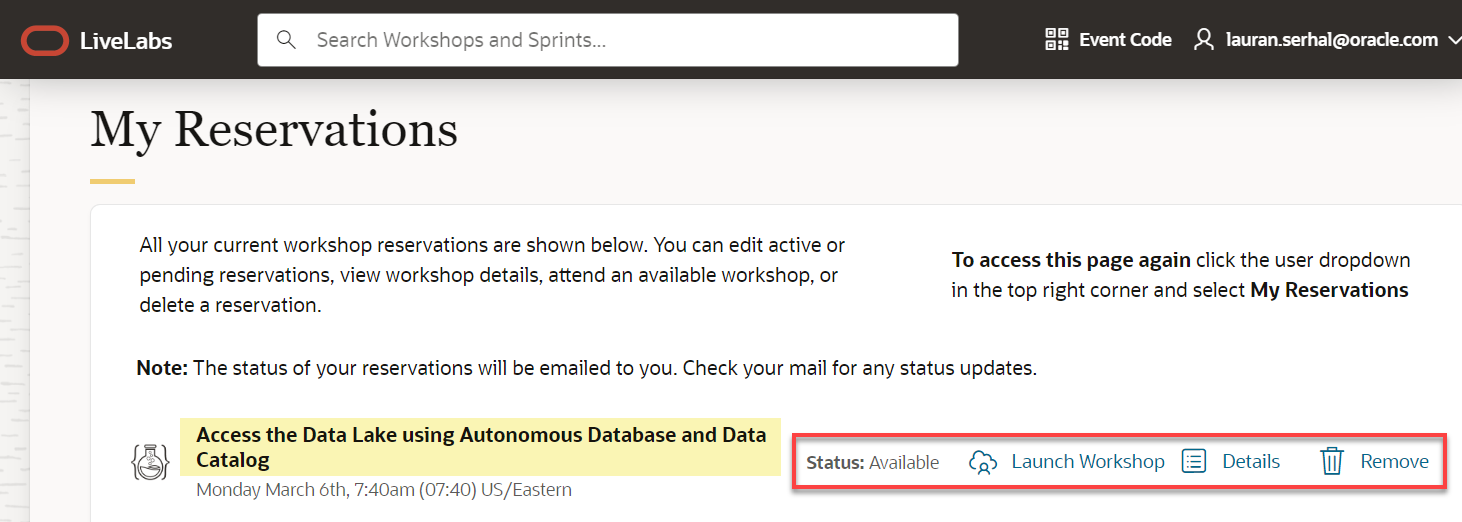 LiveLabs
Search Workshops and Sprints...
Event Code
lauran.serhal@oracle.com
My Reservations
All your current workshop reservations are shown below. You can edit active or
pending reservations, view workshop details, attend an available workshop, or
delete a reservation.
To access this page again click the user dropdown
in the top right corner and select My Reservations
Note: The status of your reservations will be emailed to you. Check your mail for any status updates.
Access the Data Lake using Autonomous Database and Data
Catalog
Monday March 6th, 7:40am (07:40) US/Eastern
Status: Available
Launch Workshop
Details
Remove